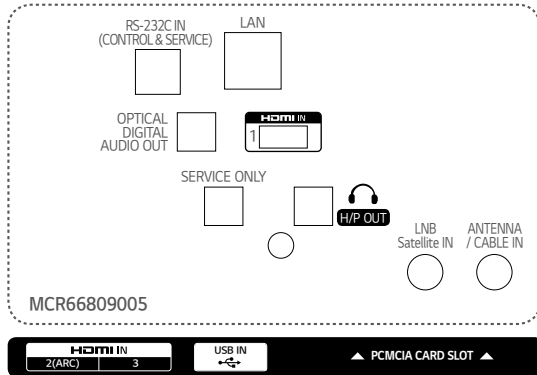 RS-232C IN
(CONTROL & SERVICE)
LAN
OPTICAL
DIGITAL
AUDIO OUT
HDMI IN
1
SERVICE ONLY
H/P OUT
LNB
Satellite IN
ANTENNA
/ CABLE IN
MCR66809005
HDMI IN
2(ARC) 3
USB IN
PCMCIA CARD SLOT